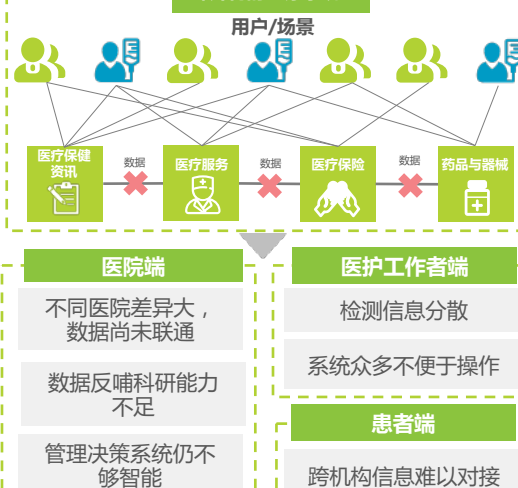 用户/场景
医疗保健
资讯
数据
医疗服务
数据
医疗保险
数据
药品与器械
医院端
不同医院差异大，
数据尚未联通
数据反哺科研能力
不足
管理决策系统仍不
够智能
医护工作者端
检测信息分散
系统众多不便于操作
患者端
跨机构信息难以对接